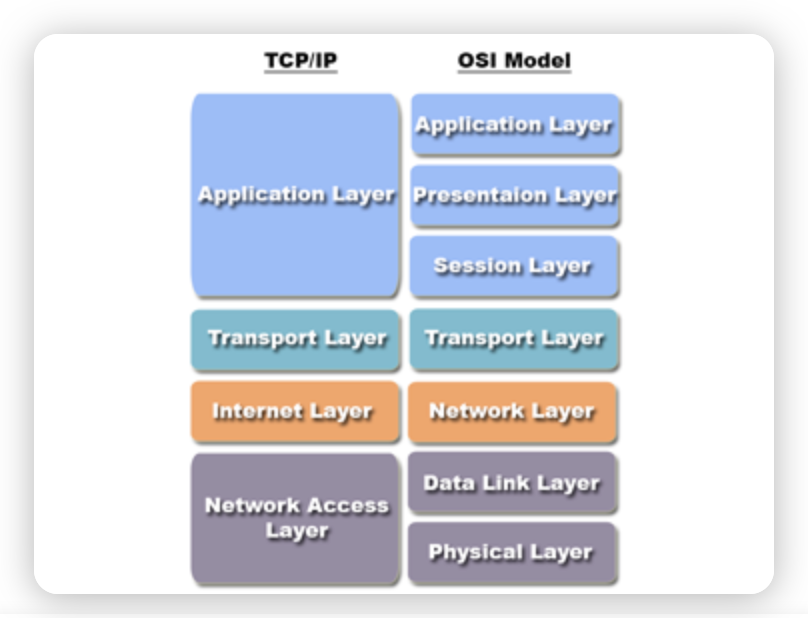 TCP/IP
OSI Model
Application Layer
Application Layer
Presentaion Layer
Session Layer
Transport Layer
Transport Layer
Internet Layer
Network Layer
Network Access
Layer
Data Link Layer
Physical Layer